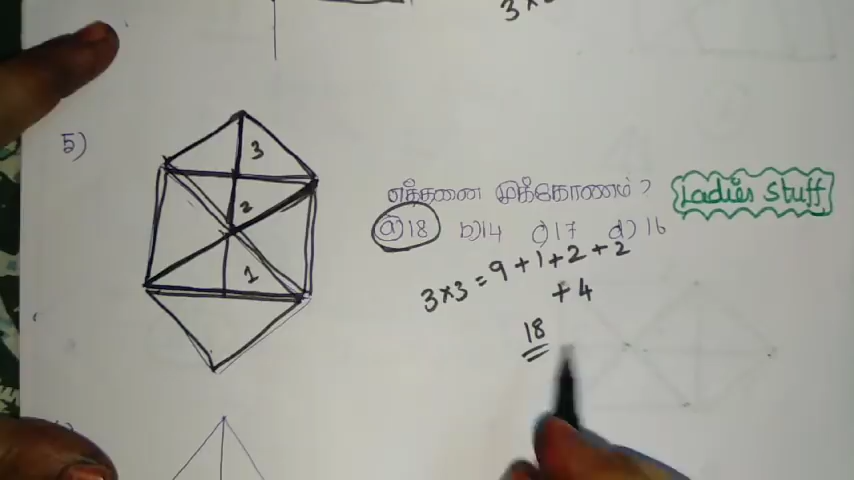 3×
5)
3
2
1
எத்தனை முக்கோணம் ?
Ladies Stuff
a) 18 b) 14 c) 17 d) 16
3×3 = 9 + 1 + 2 + 2
+ 4
18